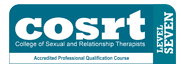 cosrt
College of Sexual and Relationship Therapists
Accredited Professional Qualification Course
LEVEL
SEVEN